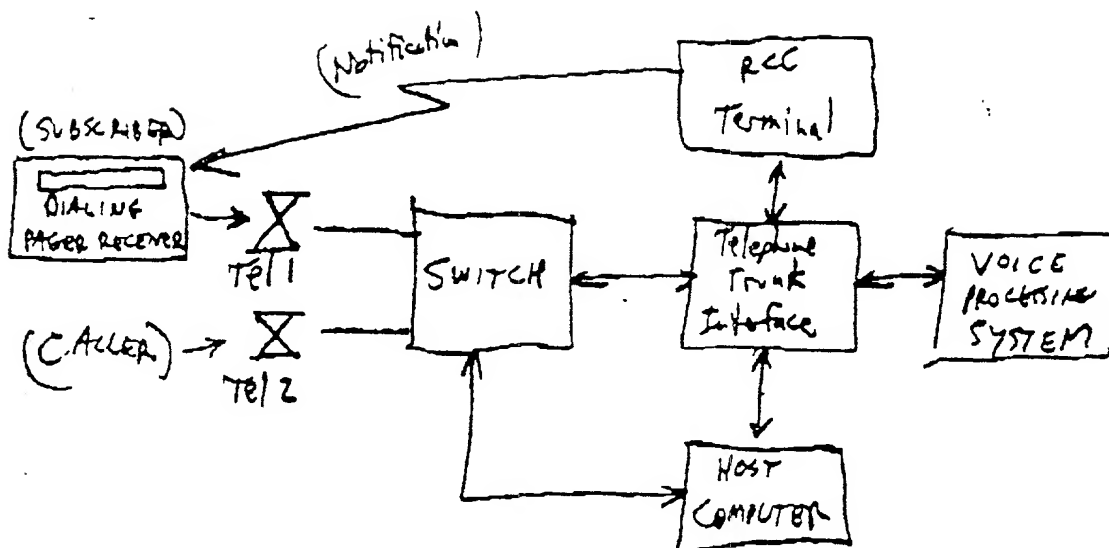 (Notification)
RCC
Terminal
(SUBSCRIBER)
DIALING
PAGER RECEIVER
Tel 1
SWITCH
Telephone
Trunk
Interface
VOICE
PROCESSING
SYSTEM
(CALLER)
Tel 2
HOST
COMPUTER